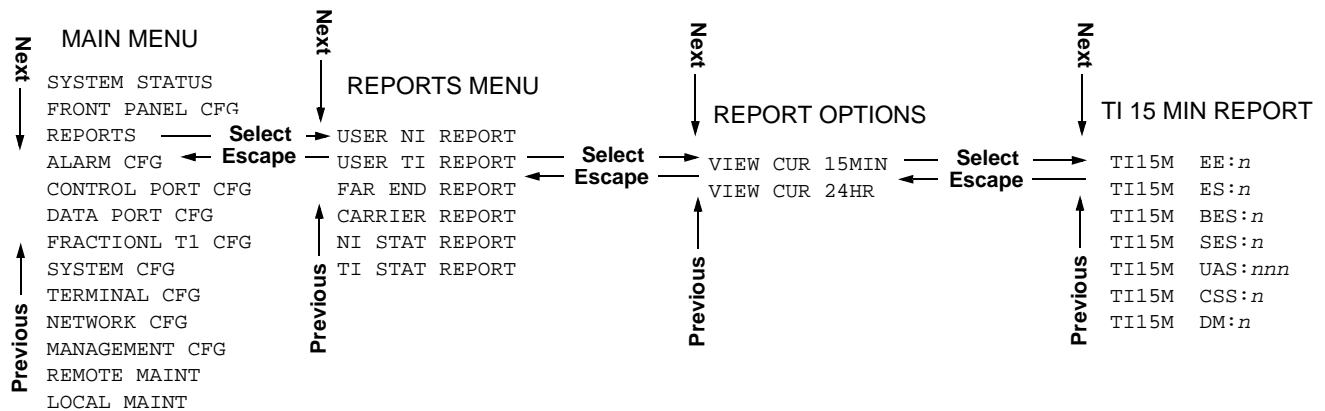 MAIN MENU
Next
Previous
SYSTEM STATUS
FRONT PANEL CFG
REPORTS
ALARM CFG
CONTROL PORT CFG
DATA PORT CFG
FRACTIONL T1 CFG
SYSTEM CFG
TERMINAL CFG
NETWORK CFG
MANAGEMENT CFG
REMOTE MAINT
LOCAL MAINT
Select
Escape
REPORTS MENU
Next
Previous
USER NI REPORT
USER TI REPORT
FAR END REPORT
CARRIER REPORT
NI STAT REPORT
TI STAT REPORT
Select
Escape
REPORT OPTIONS
Next
Previous
VIEW CUR 15MIN
VIEW CUR 24HR
Select
Escape
TI 15 MIN REPORT
Next
Previous
TI15M EE:n
TI15M ES:n
TI15M BES:n
TI15M SES:n
TI15M UAS:nnn
TI15M CSS:n
TI15M DM:n